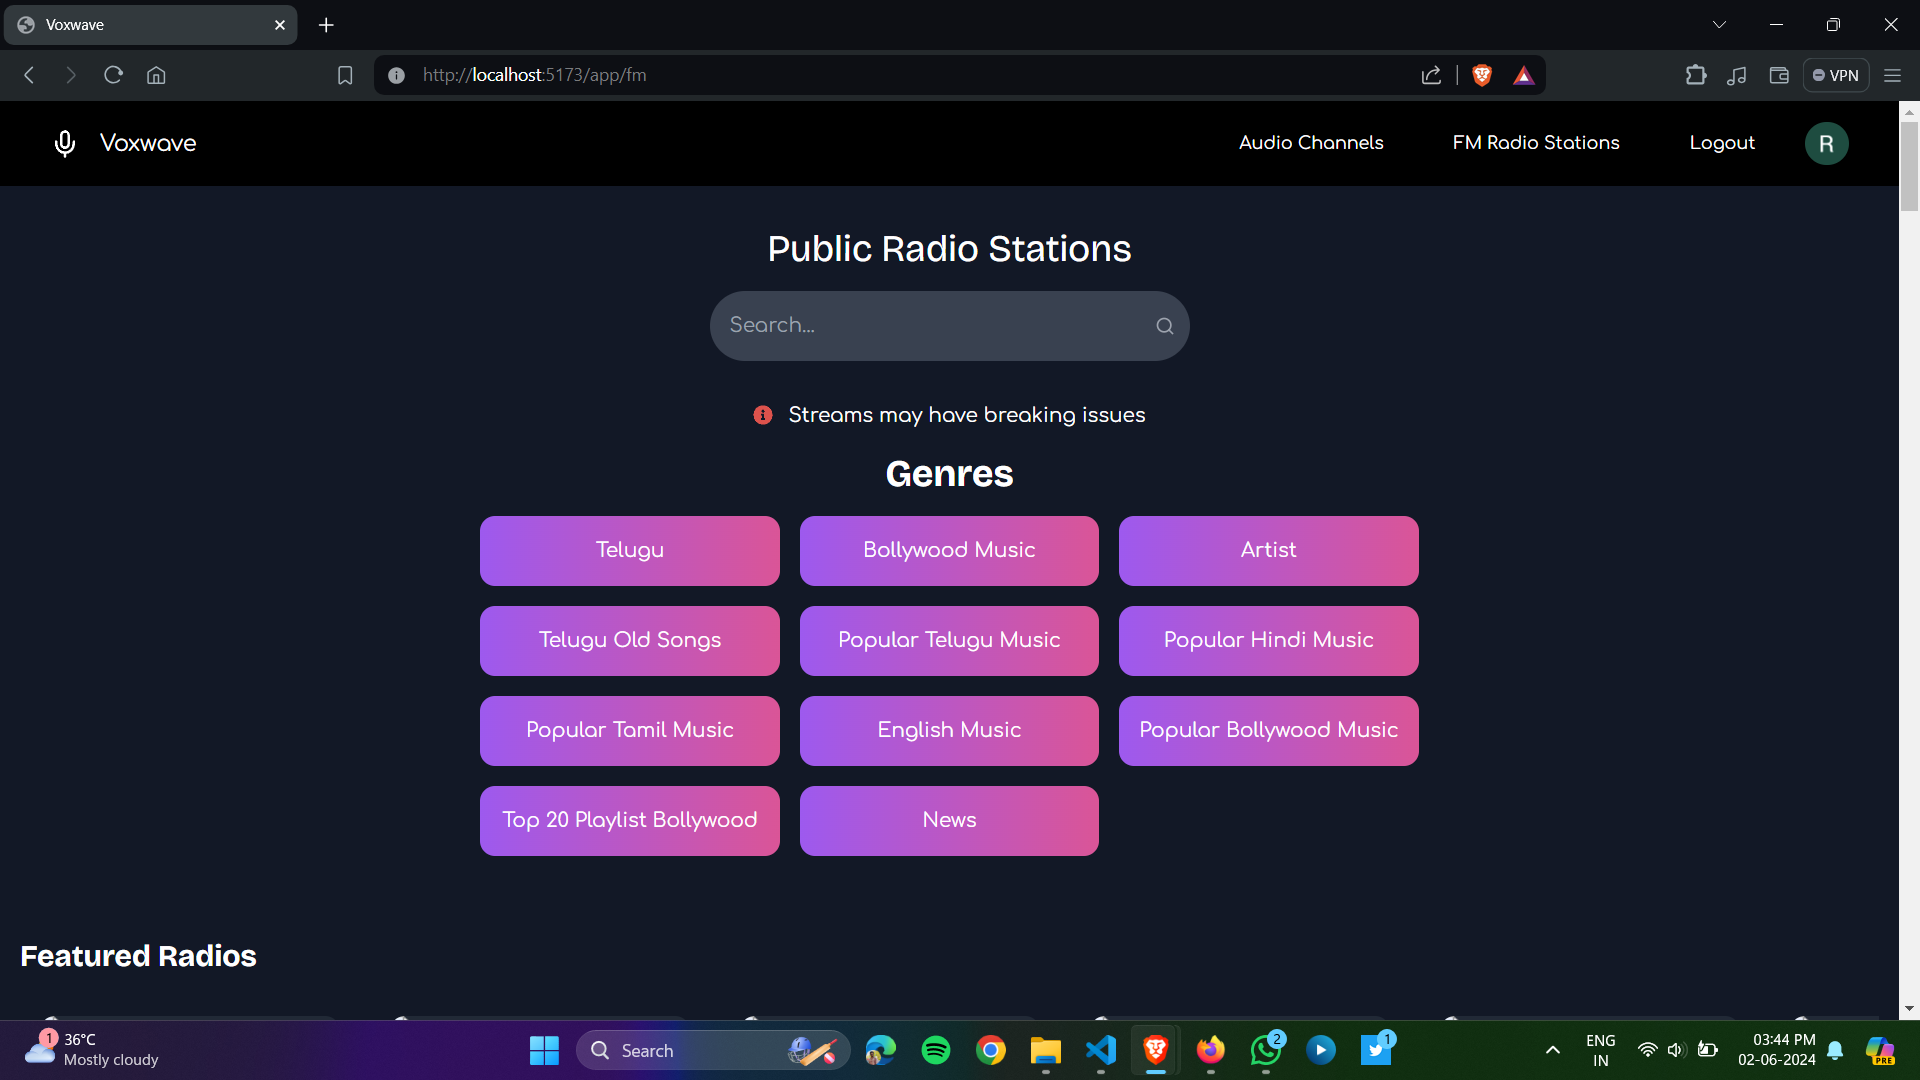 Voxwave
http://localhost:5173/app/fm
VPN
Voxwave
Audio Channels
FM Radio Stations
Logout
R
Public Radio Stations
Search...
Streams may have breaking issues
Genres
Telugu
Bollywood Music
Artist
Telugu Old Songs
Popular Telugu Music
Popular Hindi Music
Popular Tamil Music
English Music
Popular Bollywood Music
Top 20 Playlist Bollywood
News
Featured Radios
1
36°C
Mostly cloudy
Search
2
1
ENG
IN
03:44 PM
02-06-2024
PRE